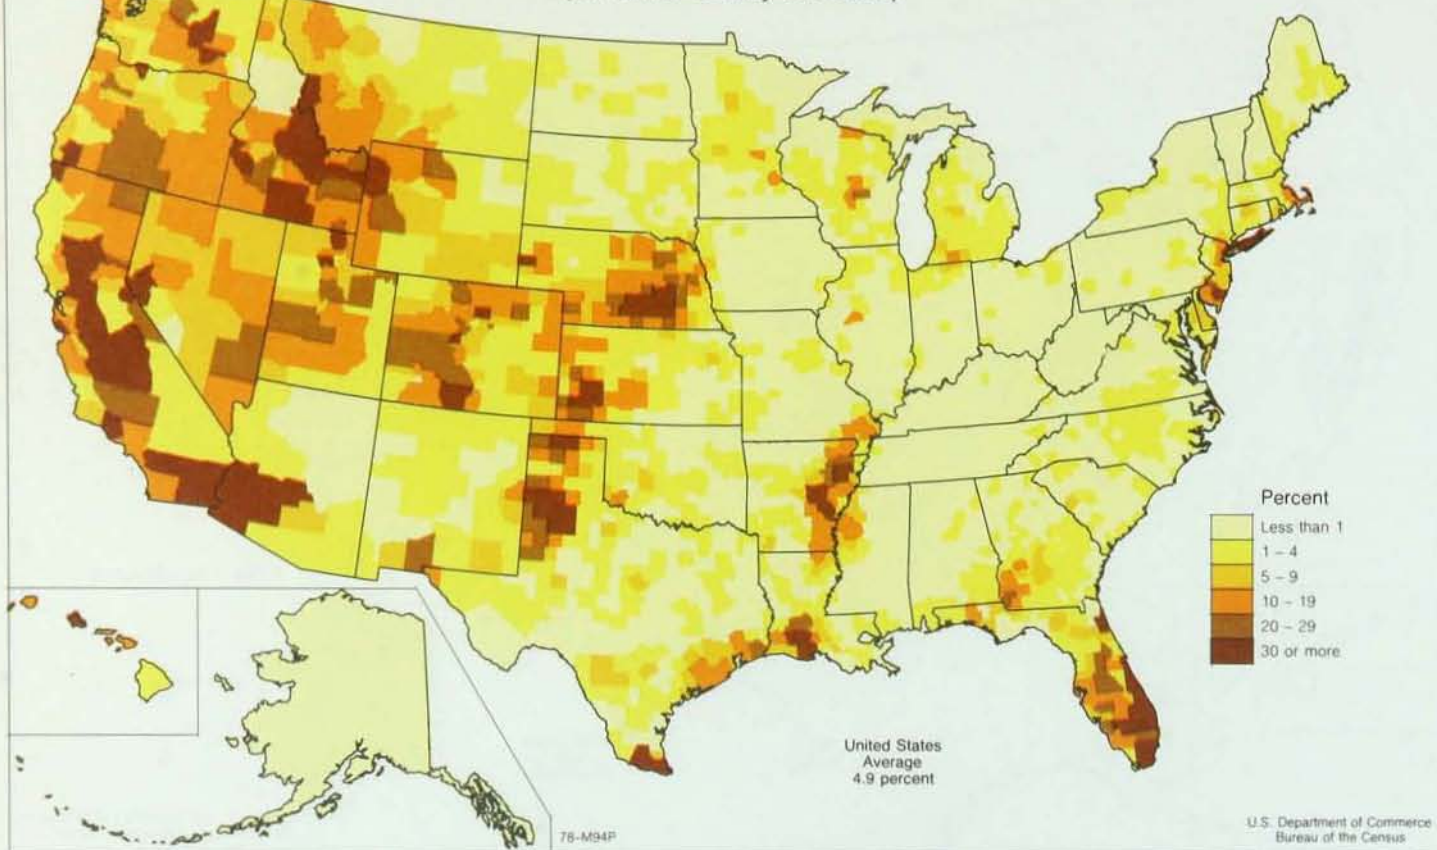 Percent
Less than 1
1 – 4
5 – 9
10 – 19
20 – 29
30 or more
United States
Average
4.9 percent
78-M94P
U.S. Department of Commerce
Bureau of the Census